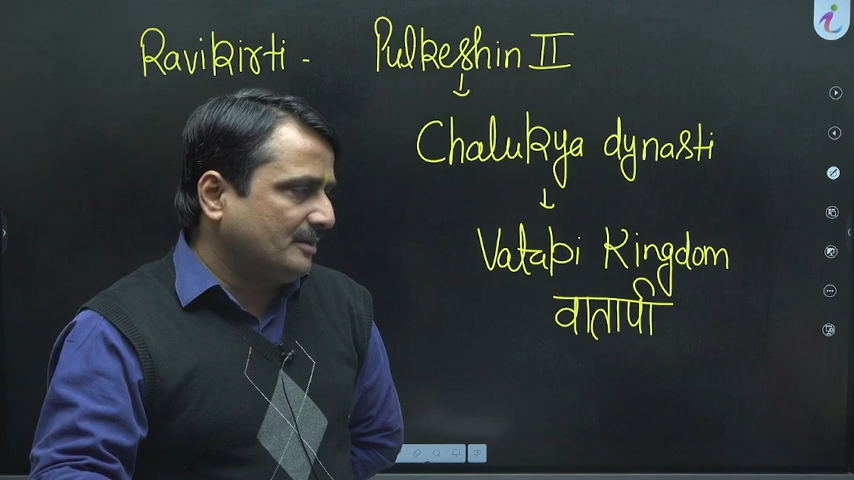 Ravikirti - Pulkeshin II
↓
Chalukya dynasti
↓
Vatapi Kingdom
वातापी